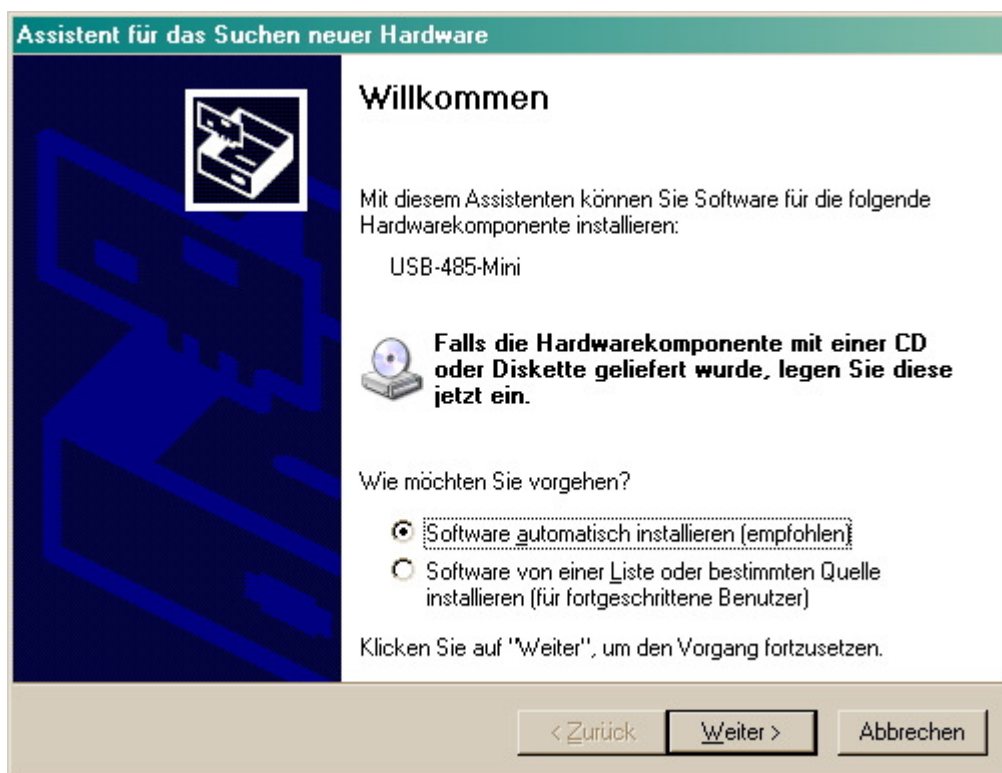 Assistent für das Suchen neuer Hardware
Willkommen
Mit diesem Assistenten können Sie Software für die folgende
Hardwarekomponente installieren:
USB-485-Mini
Falls die Hardwarekomponente mit einer CD
oder Diskette geliefert wurde, legen Sie diese
jetzt ein.
Wie möchten Sie vorgehen?
Software automatisch installieren (empfohlen)
Software von einer Liste oder bestimmten Quelle
installieren (für fortgeschrittene Benutzer)
Klicken Sie auf "Weiter", um den Vorgang fortzusetzen.
< Zurück Weiter > Abbrechen